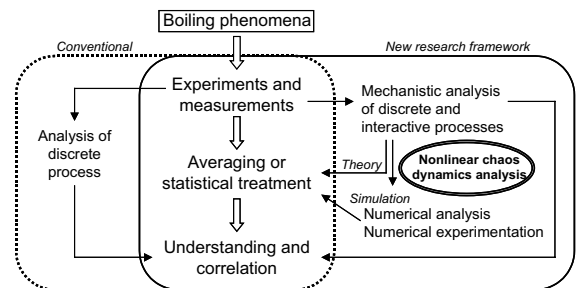 Boiling phenomena
Conventional
New research framework
Experiments and
measurements
Mechanistic analysis
of discrete and
interactive processes
Analysis of
discrete
process
Averaging or
statistical treatment
Theory
Nonlinear chaos
dynamics analysis
Simulation
Numerical analysis
Numerical experimentation
Understanding and
correlation